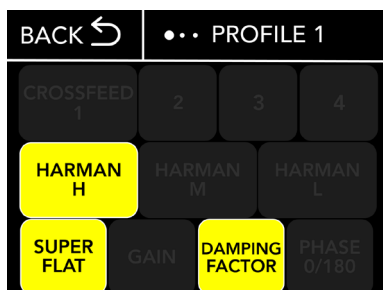 BACK ••• PROFILE 1
CROSSFEED 2 3 4
1
HARMAN HARMAN HARMAN
H M L
SUPER GAIN DAMPING PHASE
FLAT FACTOR 0/180